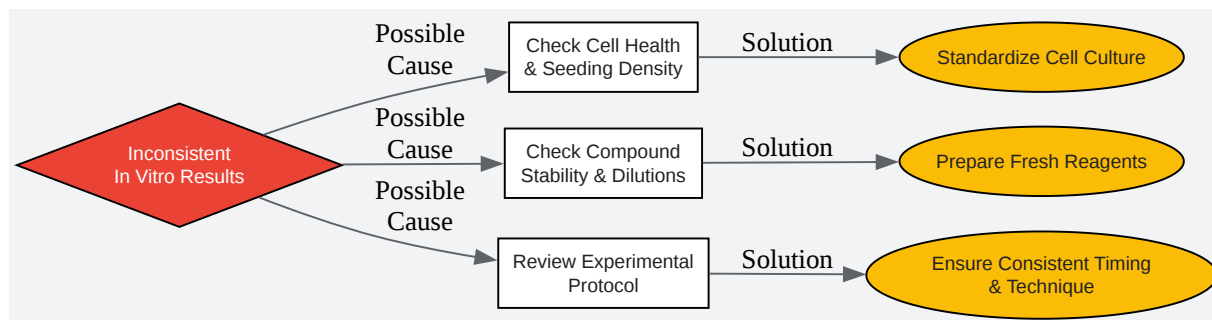 Possible
Cause
Check Cell Health
& Seeding Density
Solution
Standardize Cell Culture
Inconsistent
In Vitro Results
Possible
Cause
Check Compound
Stability & Dilutions
Solution
Prepare Fresh Reagents
Possible
Cause
Review Experimental
Protocol
Solution
Ensure Consistent Timing
& Technique